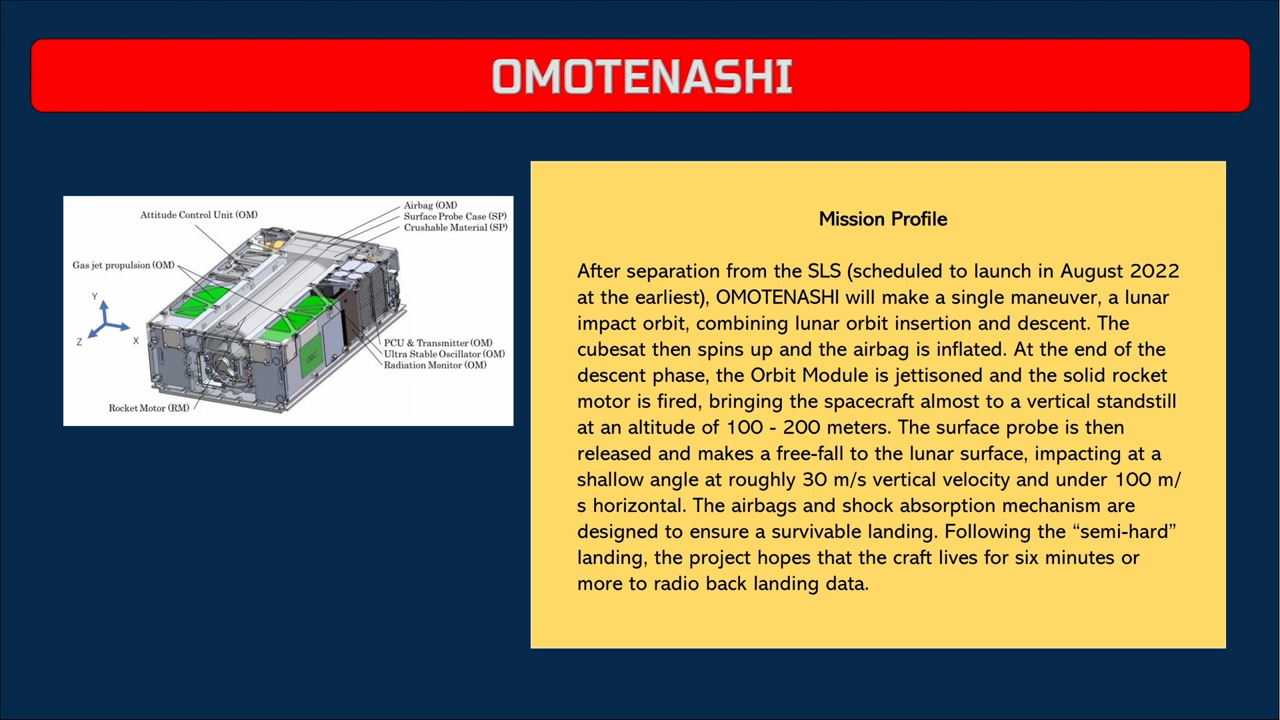 OMOTENASHI
Attitude Control Unit (OM)
Airbag (OM)
Surface Probe Case (SP)
Crushable Material (SP)
Gas jet propulsion (OM)
Y
Z
X
PCU & Transmitter (OM)
Ultra Stable Oscillator (OM)
Radiation Monitor (OM)
Rocket Motor (RM)
Mission Profile
After separation from the SLS (scheduled to launch in August 2022
at the earliest), OMOTENASHI will make a single maneuver, a lunar
impact orbit, combining lunar orbit insertion and descent. The
cubesat then spins up and the airbag is inflated. At the end of the
descent phase, the Orbit Module is jettisoned and the solid rocket
motor is fired, bringing the spacecraft almost to a vertical standstill
at an altitude of 100 - 200 meters. The surface probe is then
released and makes a free-fall to the lunar surface, impacting at a
shallow angle at roughly 30 m/s vertical velocity and under 100 m/
s horizontal. The airbags and shock absorption mechanism are
designed to ensure a survivable landing. Following the “semi-hard”
landing, the project hopes that the craft lives for six minutes or
more to radio back landing data.